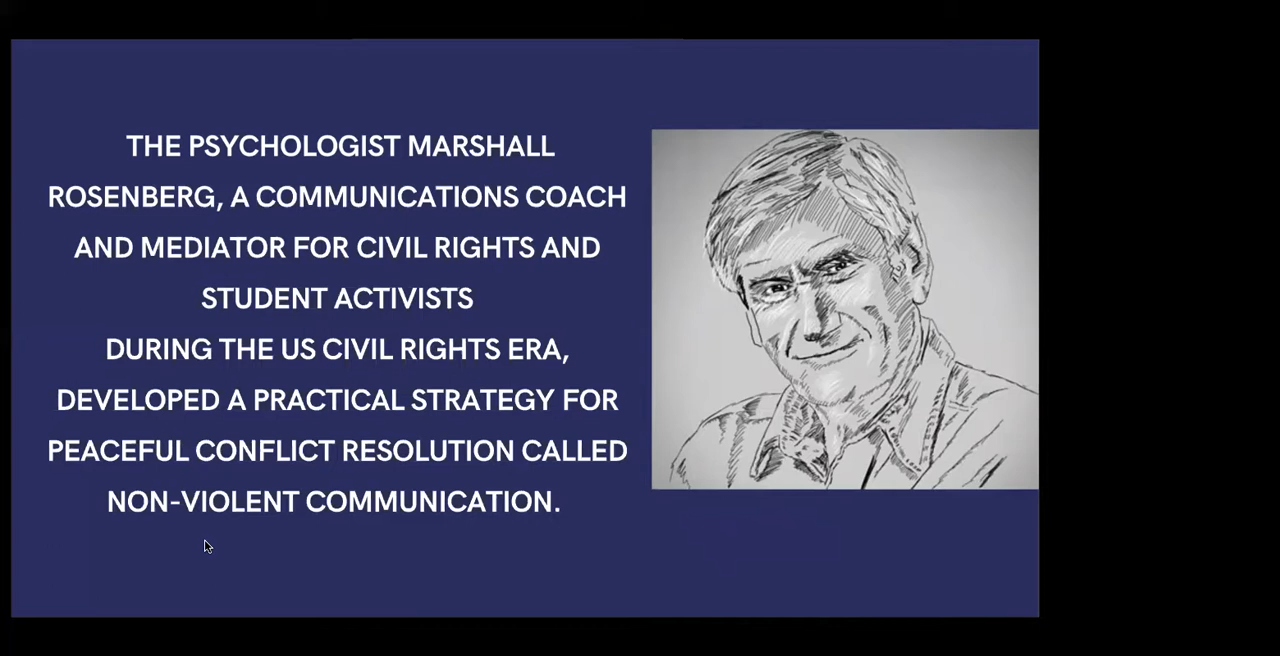 THE PSYCHOLOGIST MARSHALL
ROSENBERG, A COMMUNICATIONS COACH
AND MEDIATOR FOR CIVIL RIGHTS AND
STUDENT ACTIVISTS
DURING THE US CIVIL RIGHTS ERA,
DEVELOPED A PRACTICAL STRATEGY FOR
PEACEFUL CONFLICT RESOLUTION CALLED
NON-VIOLENT COMMUNICATION.